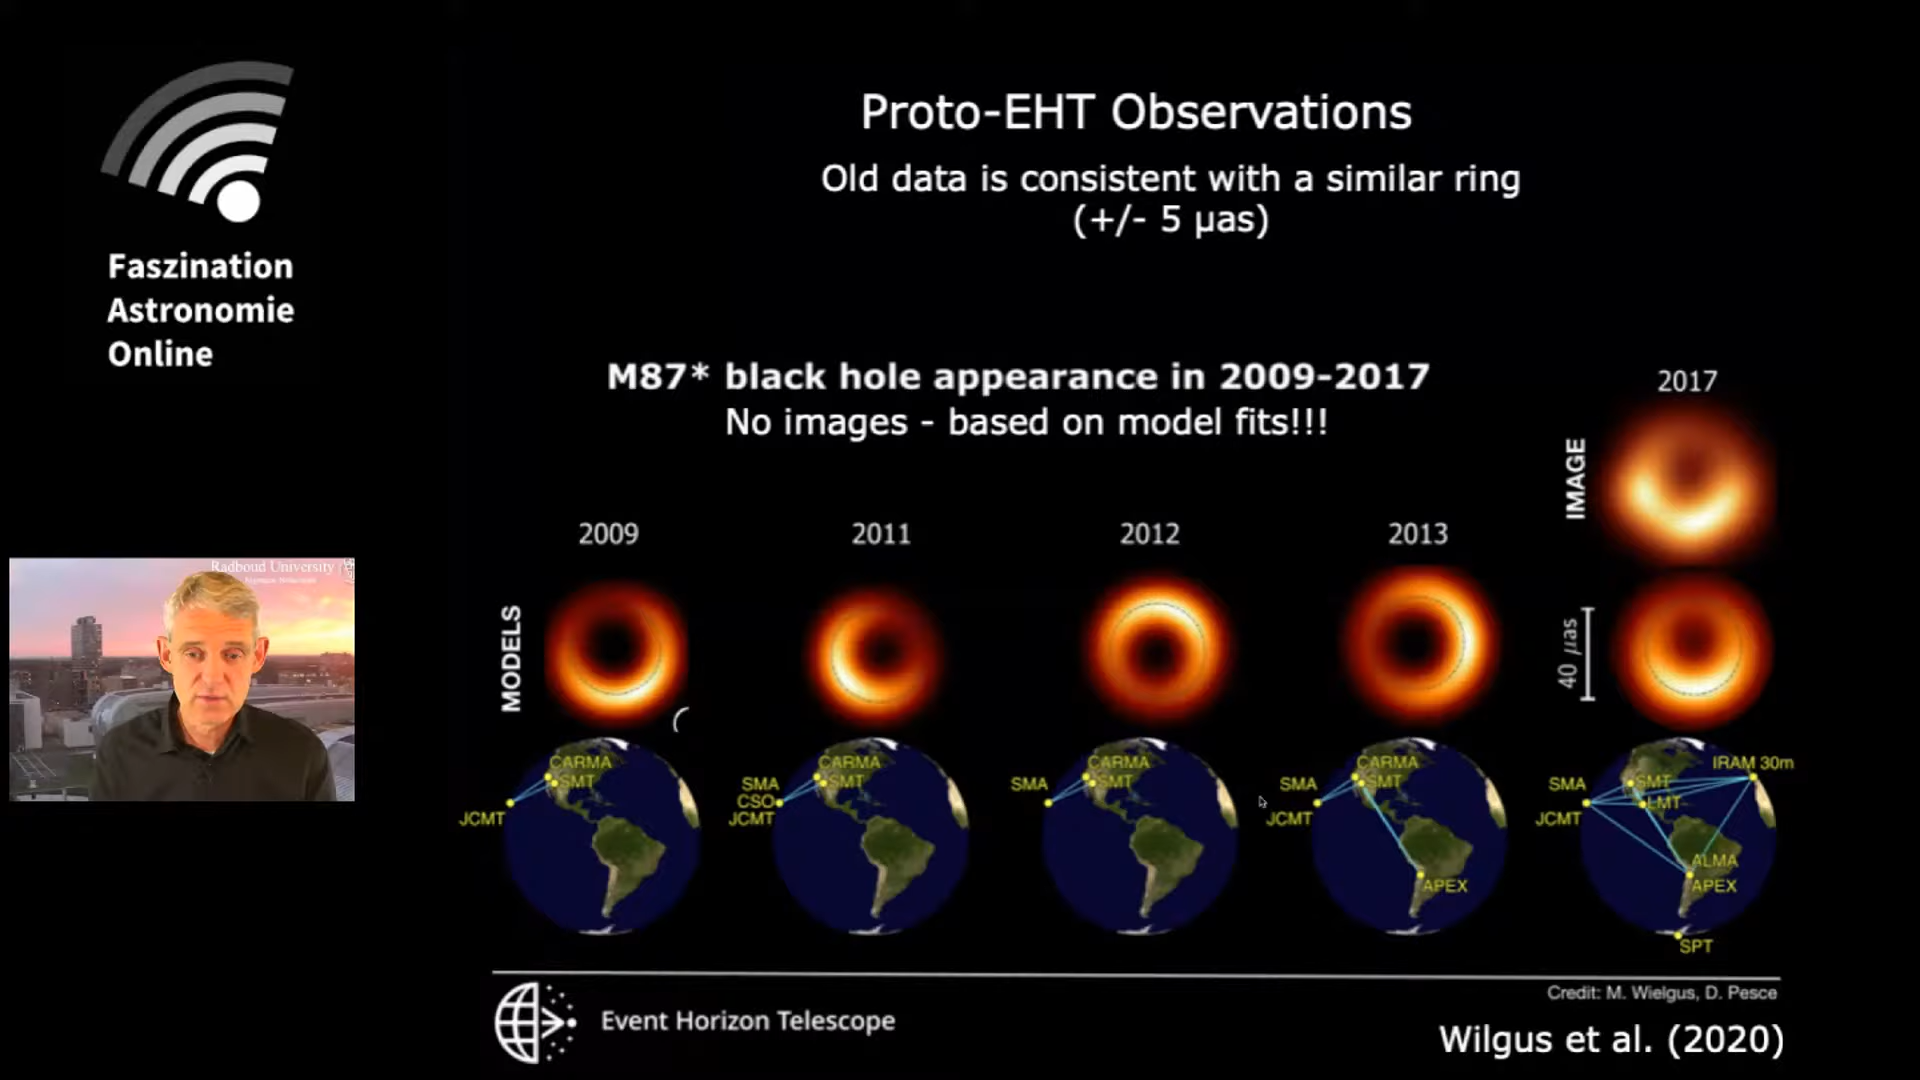 Faszination
Astronomie
Online
Radboud University
Proto-EHT Observations
Old data is consistent with a similar ring
(+/- 5 μas)
M87* black hole appearance in 2009-2017
No images - based on model fits!!!
2017
IMAGE
2009
2011
2012
2013
MODELS
40 μas
CARMA
SMT
JCMT
CARMA
SMA
SMT
CSO
JCMT
CARMA
SMA
SMT
CARMA
SMA
SMT
JCMT
APEX
IRAM 30m
SMA
SMT
LMT
JCMT
ALMA
APEX
SPT
Credit: M. Wielgus, D. Pesce
Event Horizon Telescope
Wilgus et al. (2020)